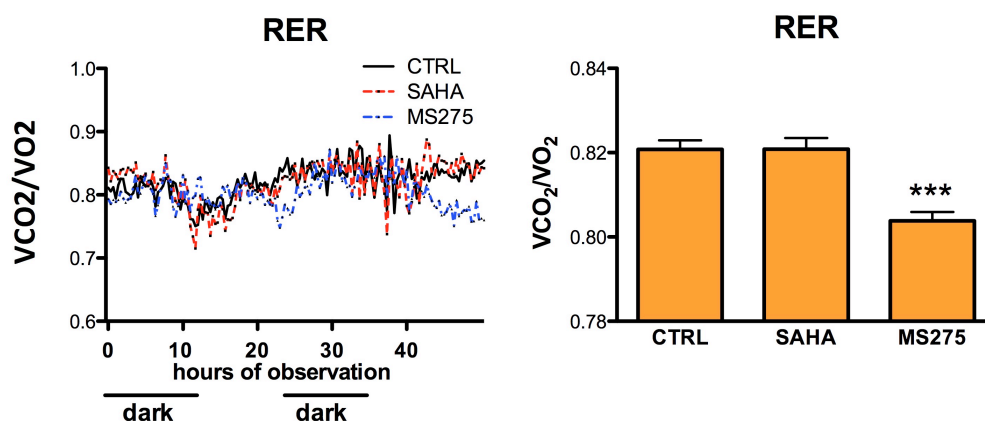 RER
1.0
0.9
0.8
0.7
0.6
VCO2/VO2
CTRL
SAHA
MS275
0 10 20 30 40
hours of observation
dark dark
RER
0.84
0.82
0.80
0.78
VCO₂/VO₂
***
CTRL SAHA MS275